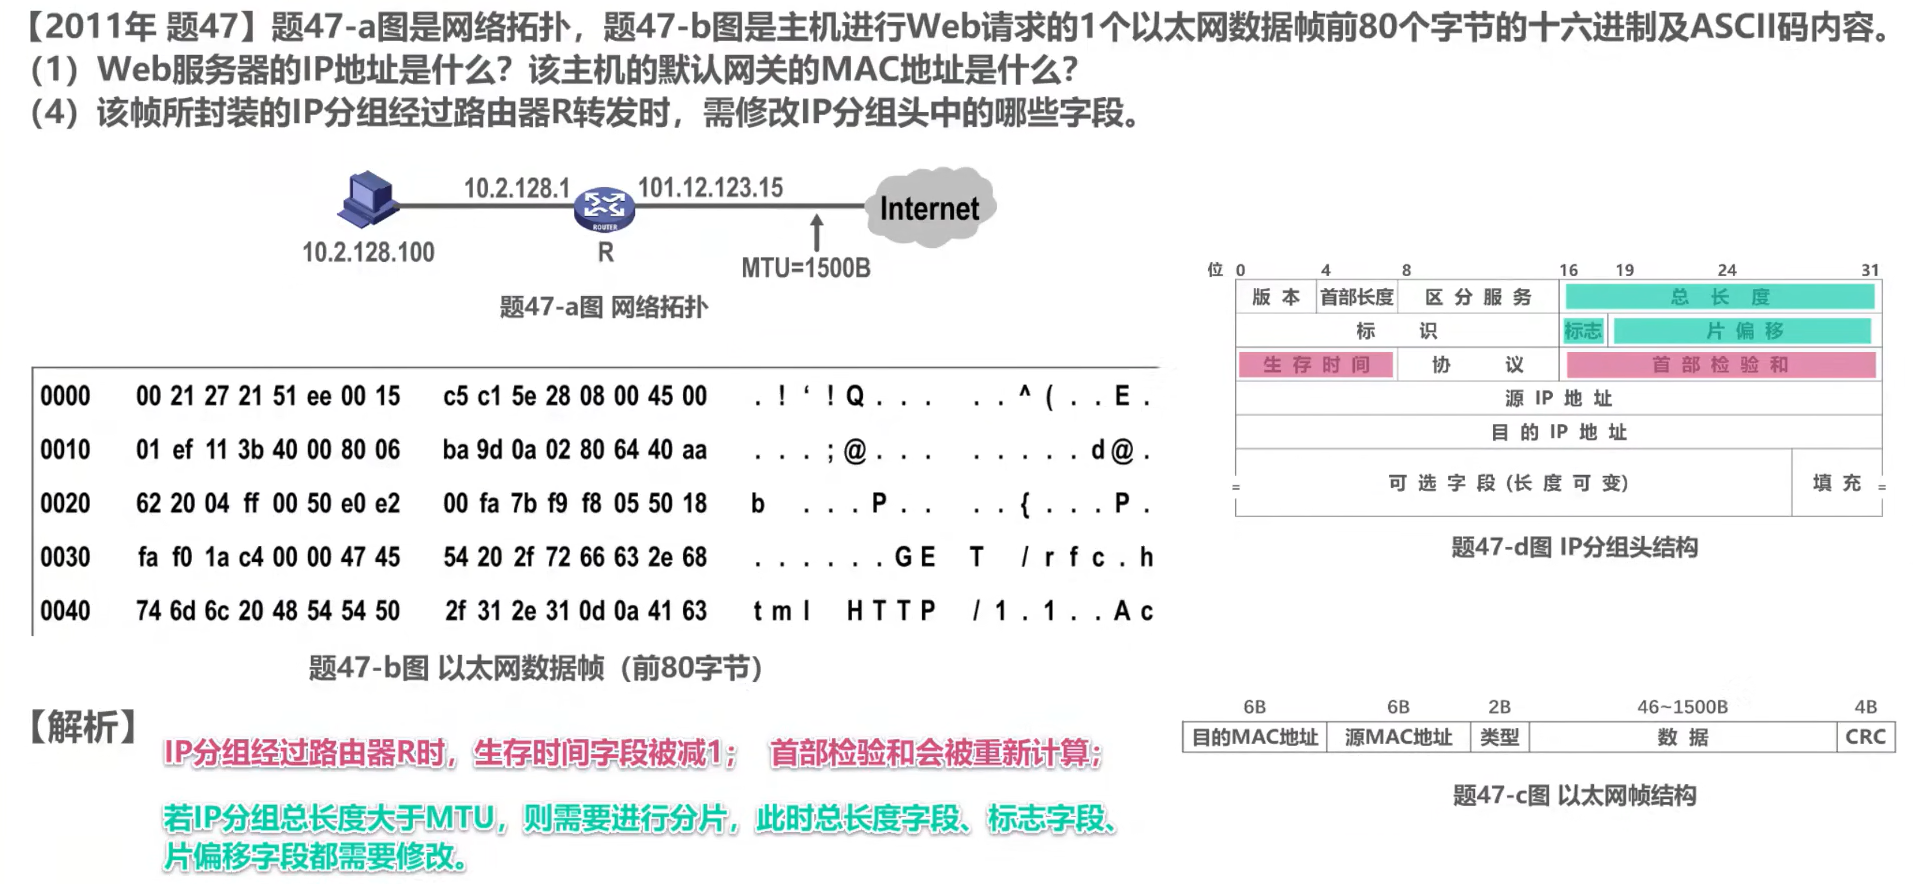 【2011年 题47】题47-a图是网络拓扑，题47-b图是主机进行Web请求的1个以太网数据帧前80个字节的十六进制及ASCII码内容。
（1）Web服务器的IP地址是什么？该主机的默认网关的MAC地址是什么？
（4）该帧所封装的IP分组经过路由器R转发时，需修改IP分组头中的哪些字段。
10.2.128.1 101.12.123.15
Internet
ROUTER
10.2.128.100 R MTU=1500B
题47-a图 网络拓扑
0000 00 21 27 21 51 ee 00 15 c5 c1 5e 28 08 00 45 00 . ! ‘ ! Q . . . . . ^ ( . . E .
0010 01 ef 11 3b 40 00 80 06 ba 9d 0a 02 80 64 40 aa . . . ; @ . . . . . . . . d @ .
0020 62 20 04 ff 00 50 e0 e2 00 fa 7b f9 f8 05 50 18 b . . . P . . . . { . . . P .
0030 fa f0 1a c4 00 00 47 45 54 20 2f 72 66 63 2e 68 . . . . . . G E T / r f c . h
0040 74 6d 6c 20 48 54 54 50 2f 31 2e 31 0d 0a 41 63 t m l H T T P / 1 . 1 . . A c
题47-b图 以太网数据帧（前80字节）
位 0 4 8 16 19 24 31
版本 首部长度 区分服务 总长度
标识 标志 片偏移
生存时间 协议 首部检验和
源IP地址
目的IP地址
可选字段(长度可变) 填充
题47-d图 IP分组头结构
6B 6B 2B 46~1500B 4B
目的MAC地址 源MAC地址 类型 数据 CRC
题47-c图 以太网帧结构
【解析】
IP分组经过路由器R时，生存时间字段被减1； 首部检验和会被重新计算；
若IP分组总长度大于MTU，则需要进行分片，此时总长度字段、标志字段、
片偏移字段都需要修改。